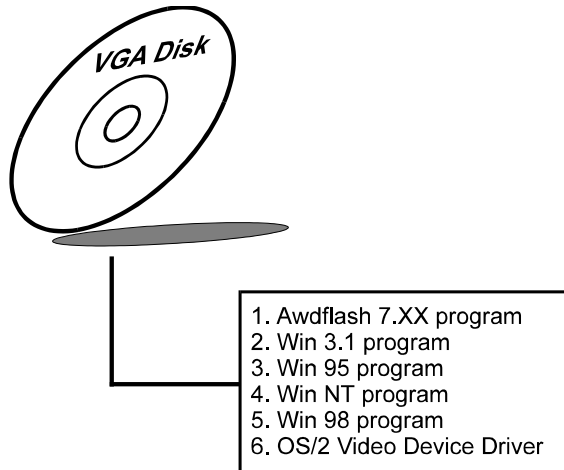 VGA Disk
1. Awdflash 7.XX program
2. Win 3.1 program
3. Win 95 program
4. Win NT program
5. Win 98 program
6. OS/2 Video Device Driver